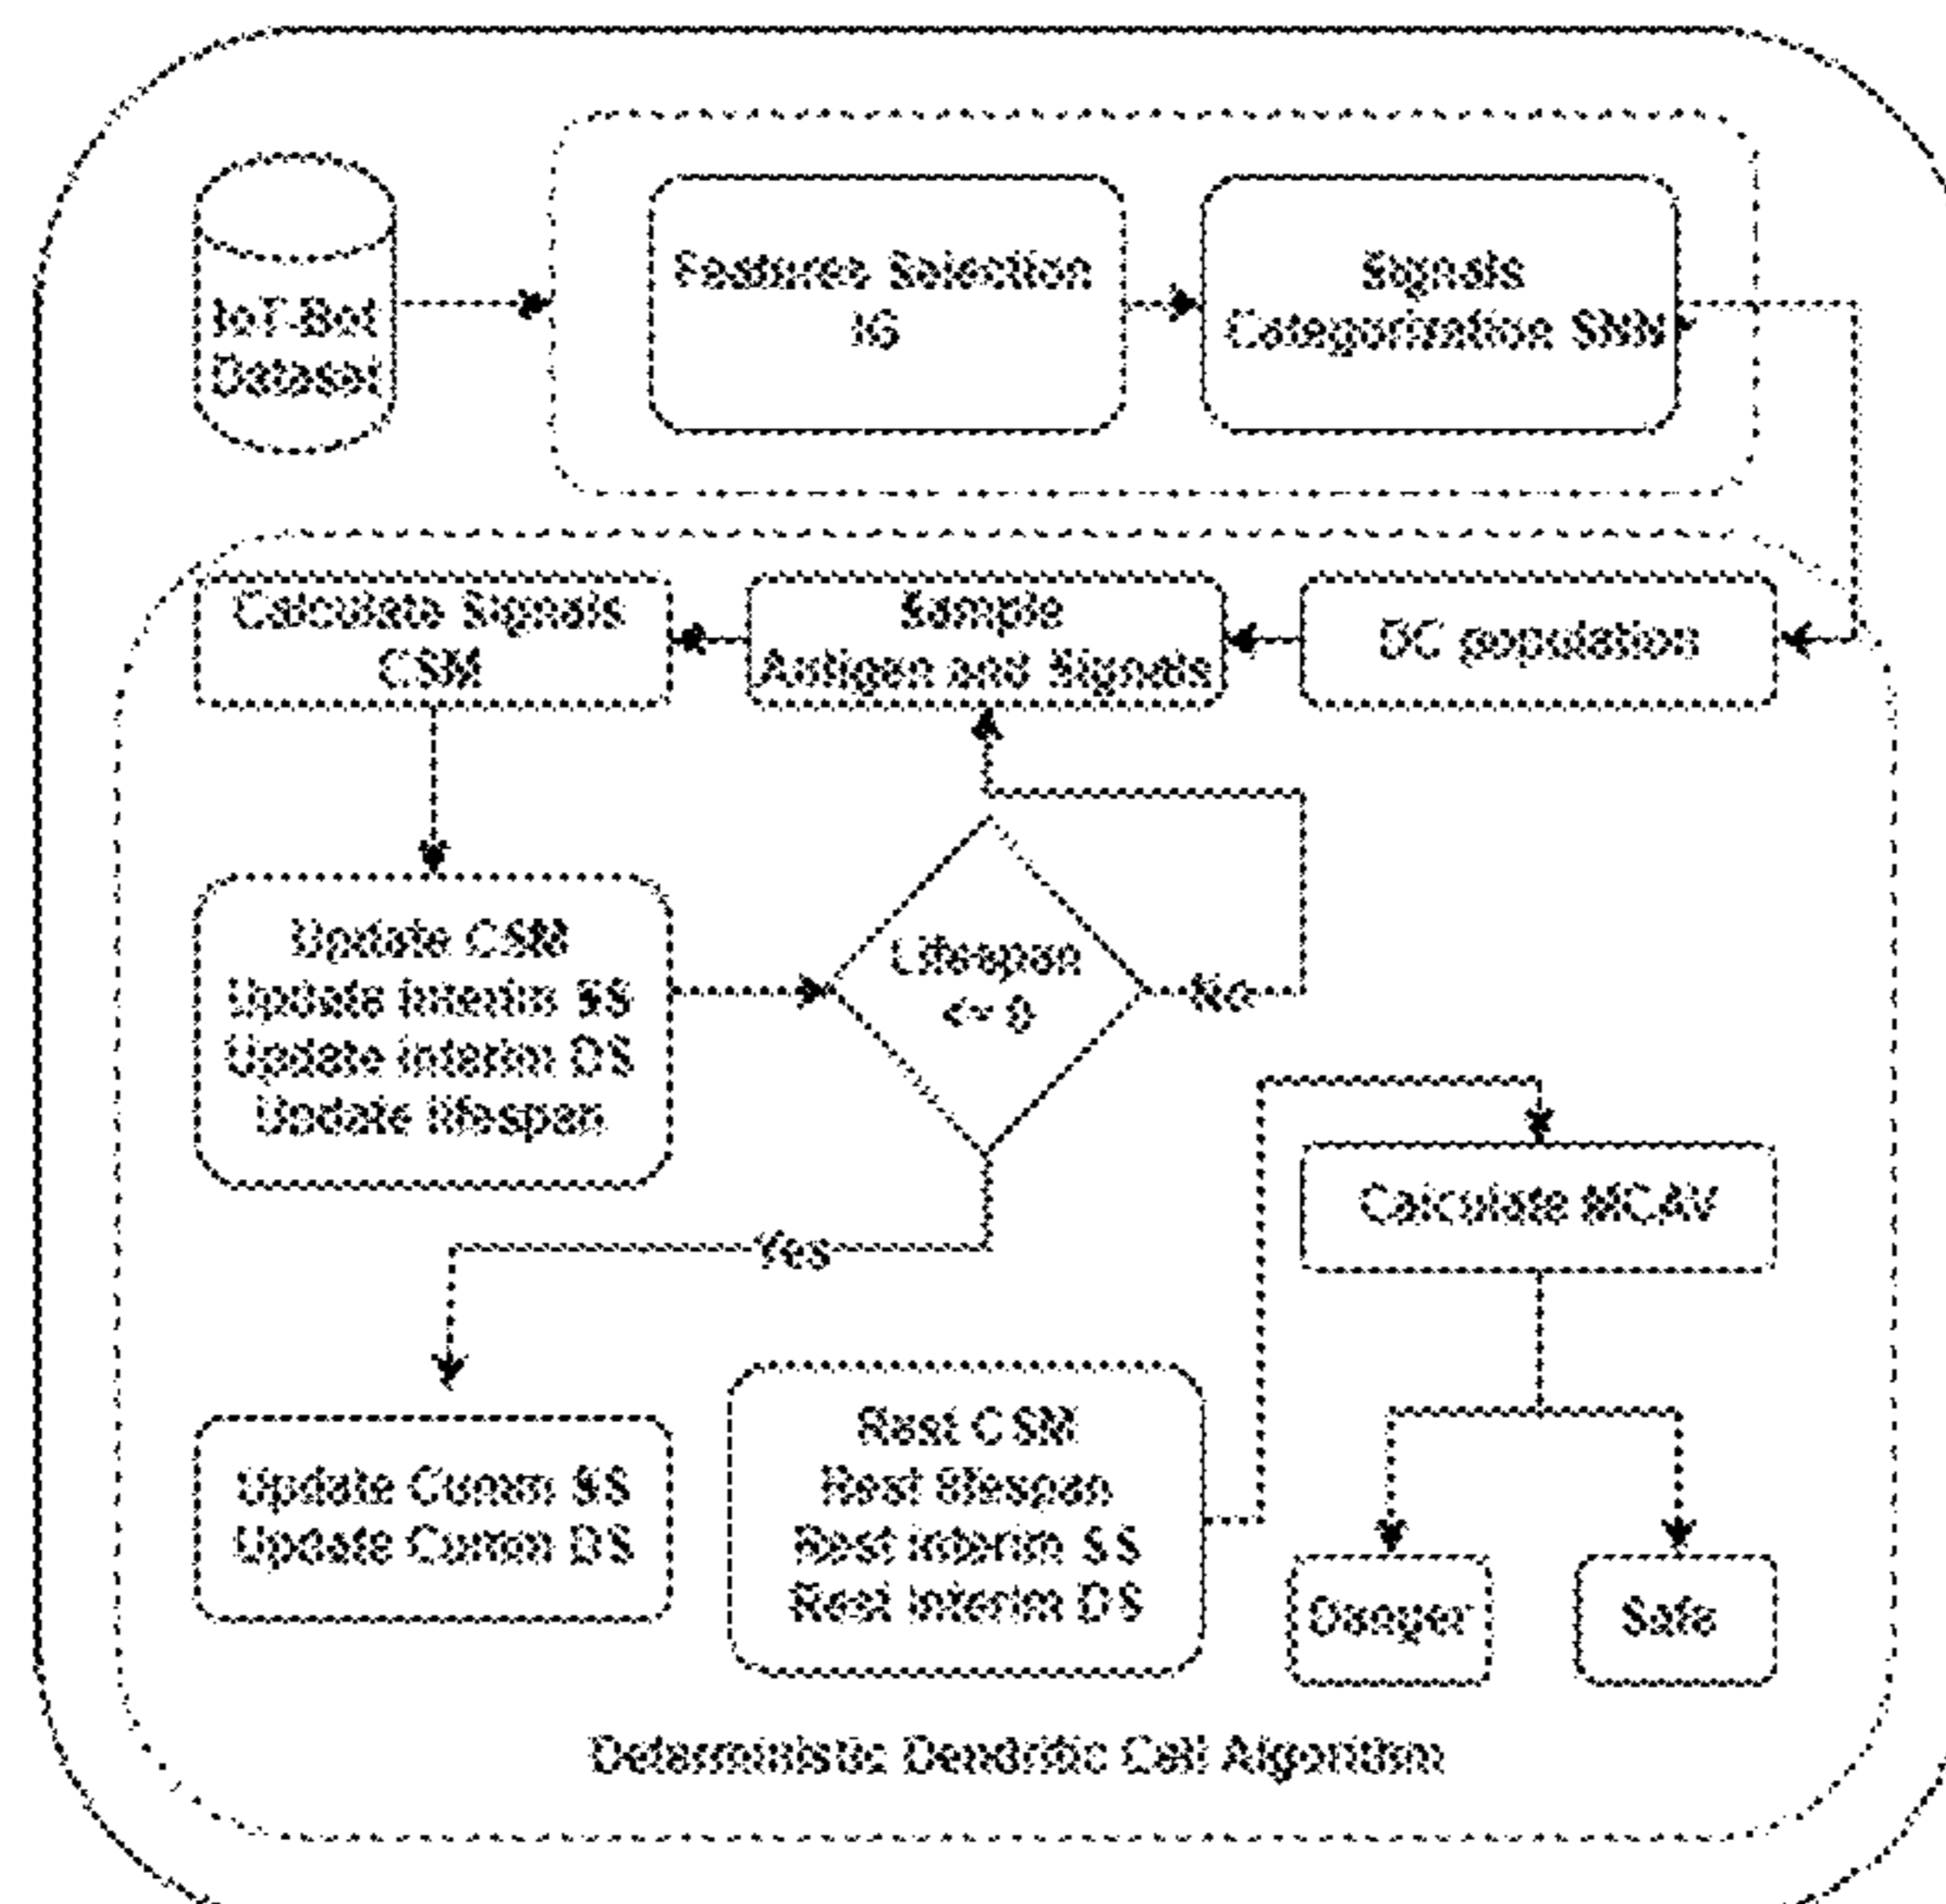 IoT-Bot
Dataset
Features Selection
IG
Signals
Categorization SNN
Calculate Signals
CSM
Sample
Antigen and Signals
DC population
Update CSM
Update Interim SS
Update interim DS
Update lifespan
Lifespan
<= 0
No
Yes
Calculate MCAV
Update Cumm SS
Update Cumm DS
Rest CSM
Rest lifespan
Rest interim SS
Rest Interim DS
Danger
Safe
Deterministic Dendritic Cell Algorithm